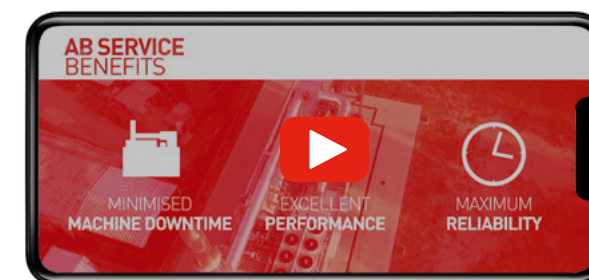 AB SERVICE
BENEFITS
MINIMISED
MACHINE DOWNTIME
EXCELLENT
PERFORMANCE
MAXIMUM
RELIABILITY